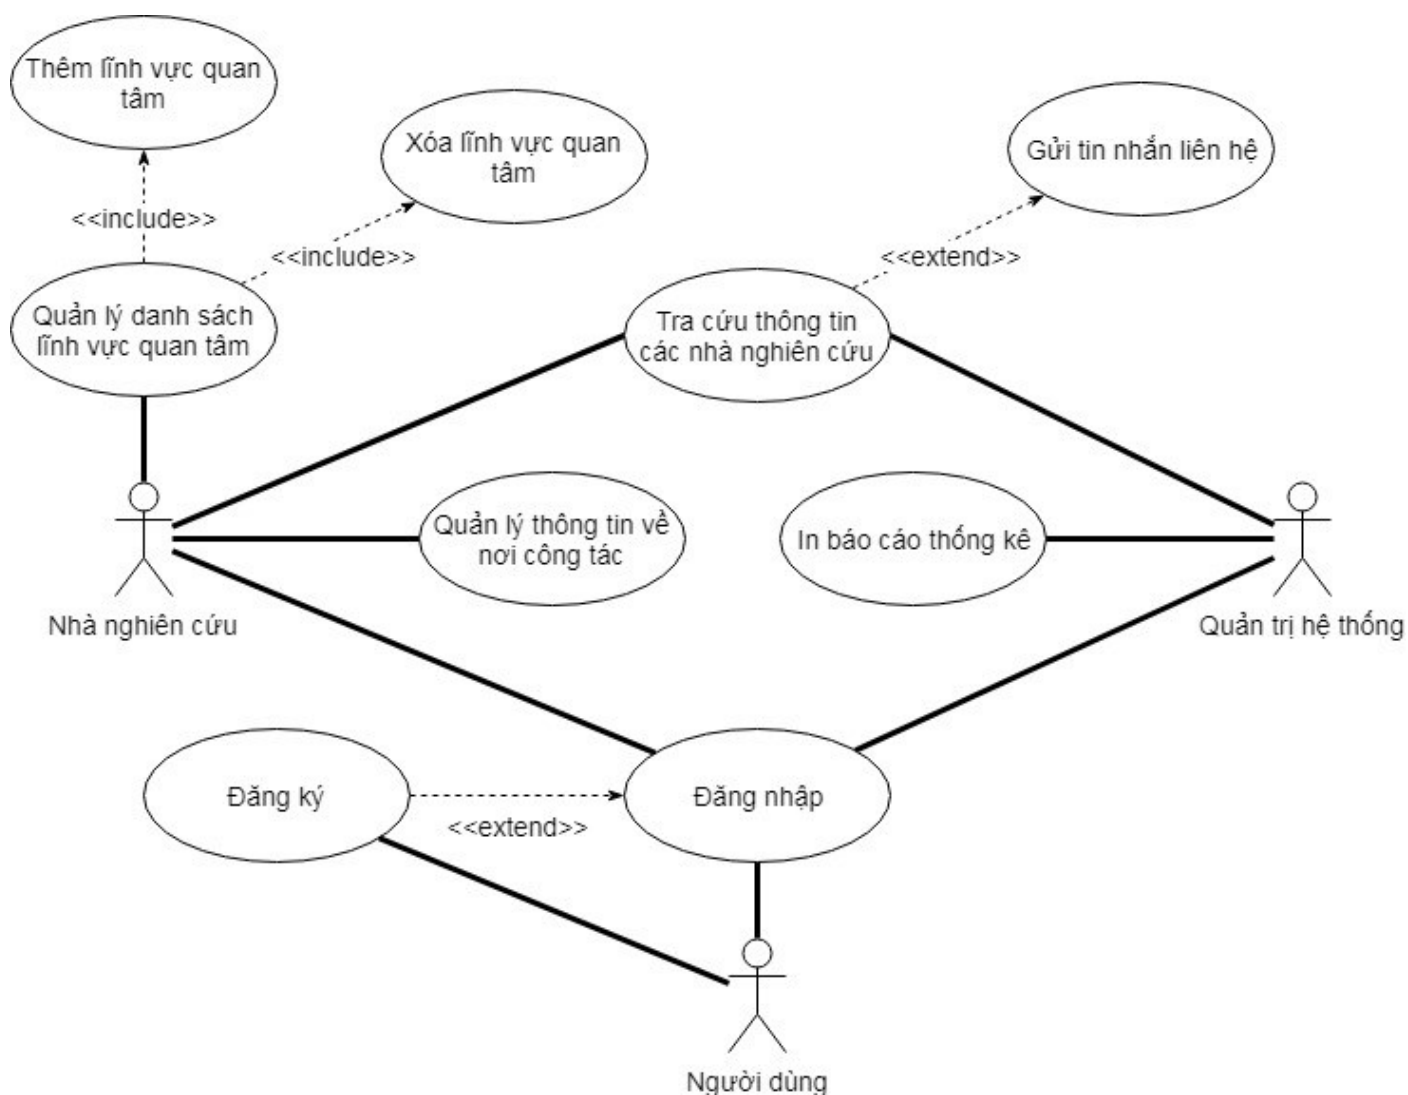 Thêm lĩnh vực quan
tâm
Xóa lĩnh vực quan
tâm
Gửi tin nhắn liên hệ
<<include>>
<<include>>
<<extend>>
Quản lý danh sách
lĩnh vực quan tâm
Tra cứu thông tin
các nhà nghiên cứu
Quản lý thông tin về
nơi công tác
In báo cáo thống kê
Nhà nghiên cứu
Quản trị hệ thống
Đăng ký
<<extend>>
Đăng nhập
Người dùng